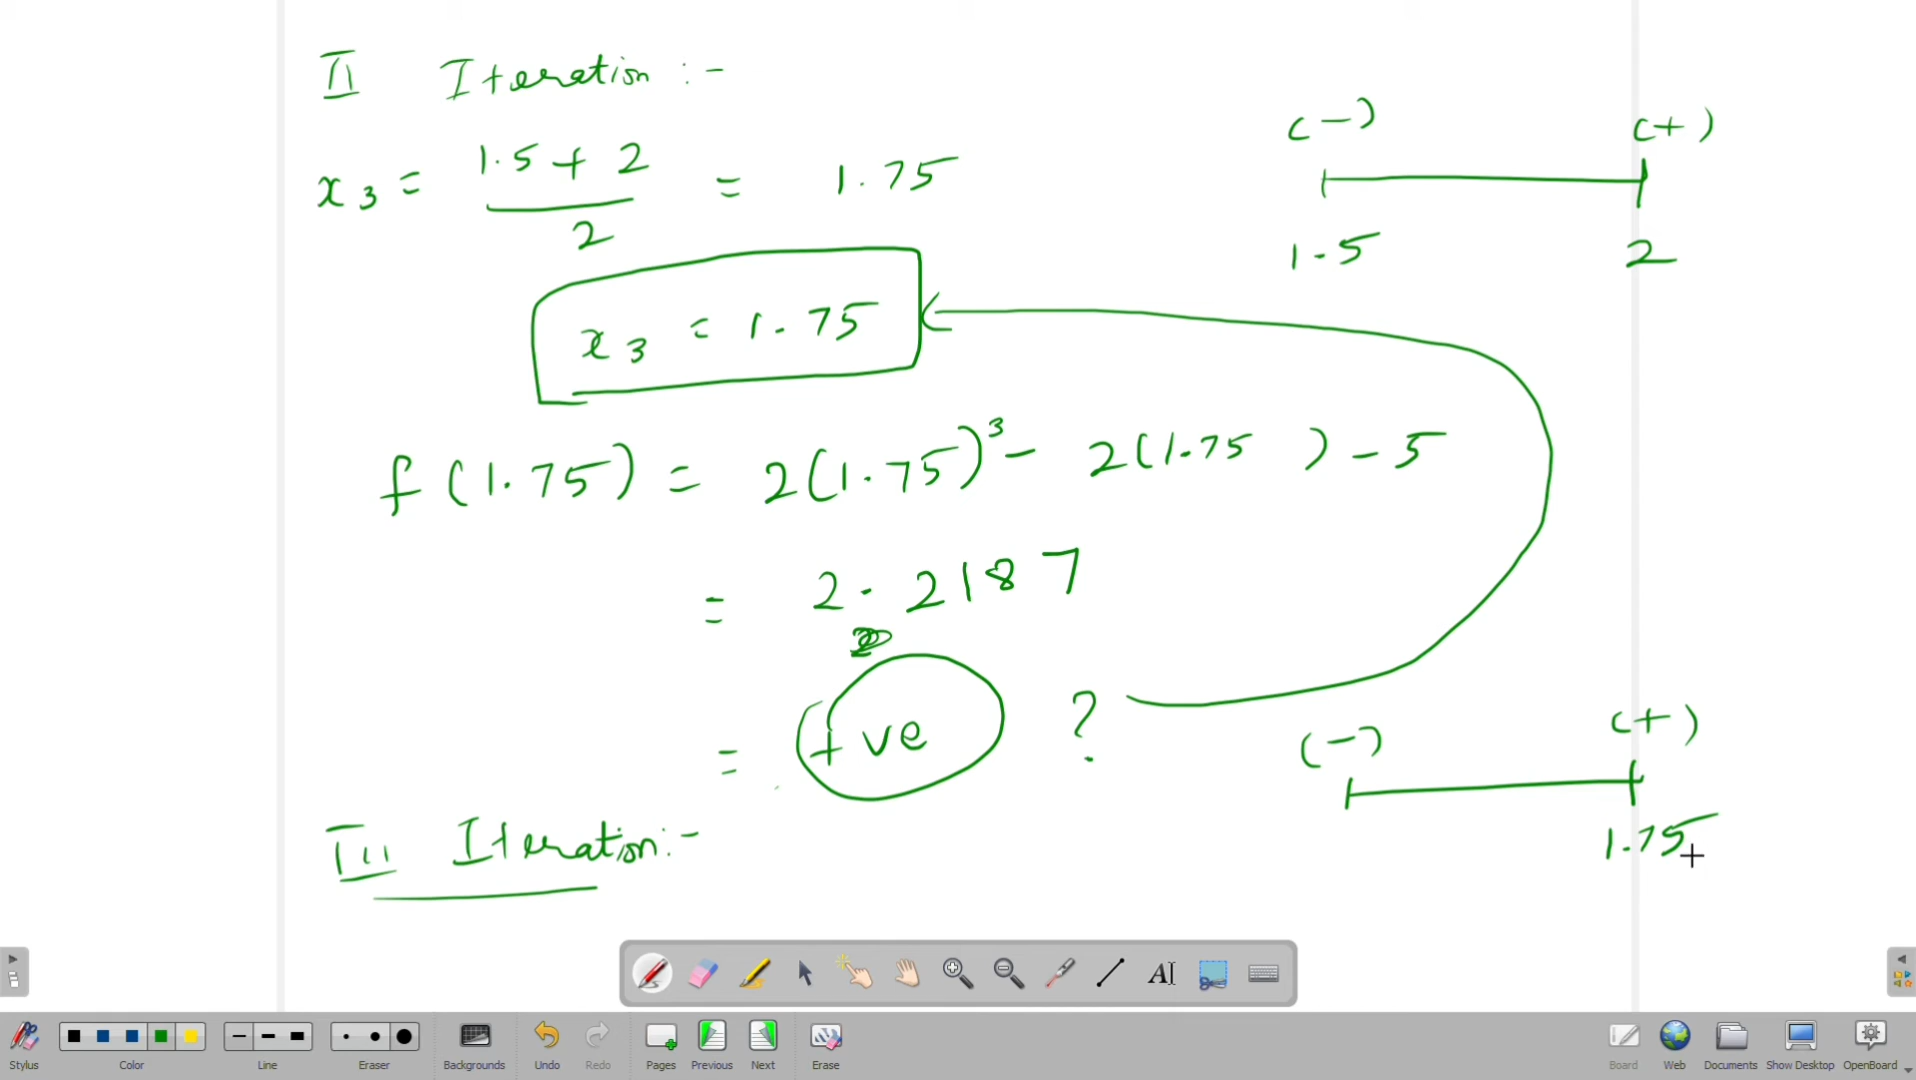 II Iteration :-
x3 = 1.5 + 2 / 2 = 1.75
(-) (+)
1.5 2
x3 = 1.75
f(1.75) = 2(1.75)³ - 2(1.75 ) - 5
= 2.2187
= +ve ?
(-) (+)
1.75
III Iteration:-
Stylus Color Line Eraser Backgrounds Undo Redo Pages Previous Next Erase Board Web Documents Show Desktop OpenBoard